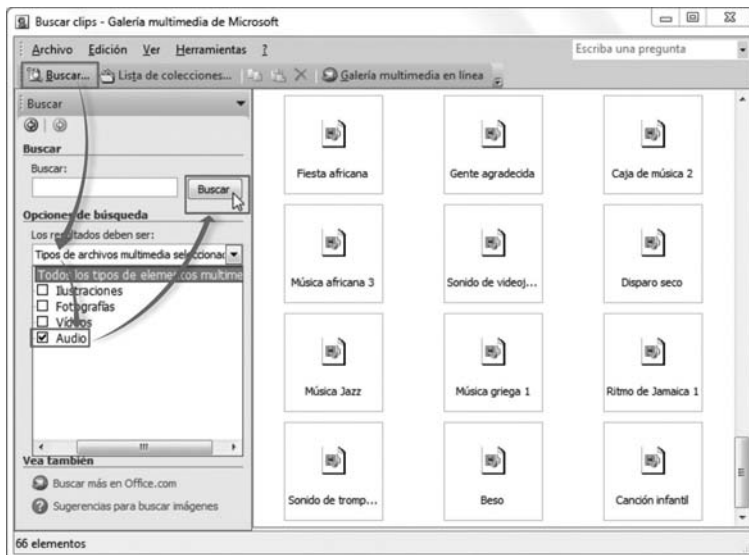 Buscar clips - Galería multimedia de Microsoft
Archivo Edición Ver Herramientas ?
Escriba una pregunta
Buscar... Lista de colecciones... Galería multimedia en línea
Buscar
Buscar
Buscar:
Buscar
Opciones de búsqueda
Los resultados deben ser:
Tipos de archivos multimedia seleccionad
Todos los tipos de elementos multime
Ilustraciones
Fotografías
Vídeos
Audio
Vea también
Buscar más en Office.com
Sugerencias para buscar imágenes
Fiesta africana
Gente agradecida
Caja de música 2
Música africana 3
Sonido de videoj...
Disparo seco
Música Jazz
Música griega 1
Ritmo de Jamaica 1
Sonido de tromp...
Beso
Canción infantil
66 elementos